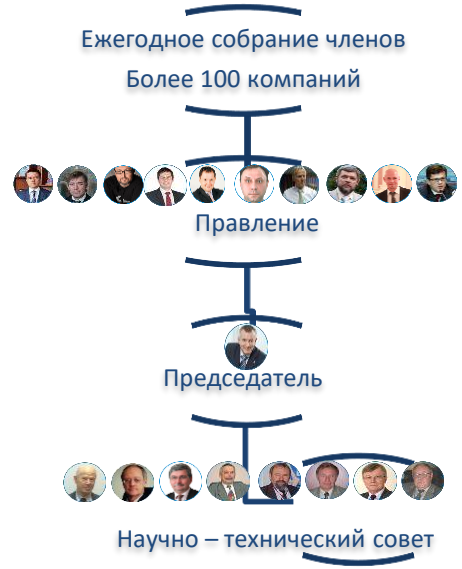 Ежегодное собрание членов
Более 100 компаний
Правление
Председатель
Научно – технический совет